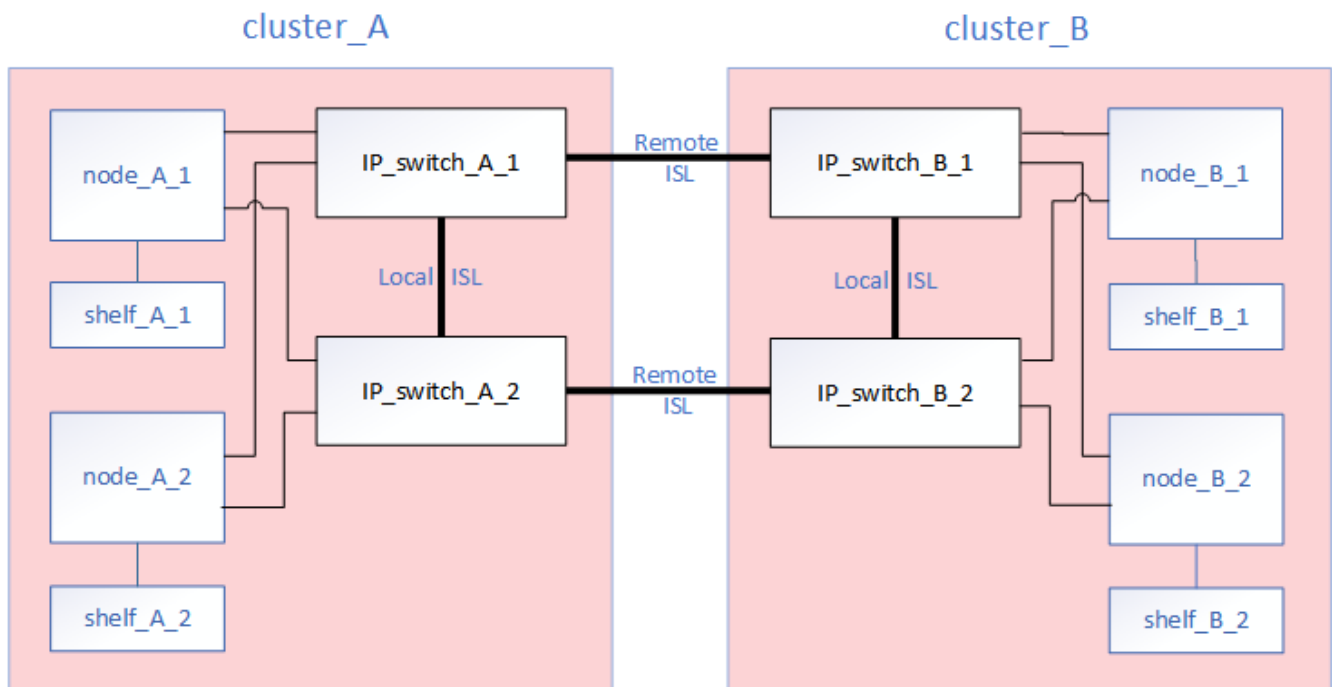 cluster_A
cluster_B
node_A_1
IP_switch_A_1
Remote
ISL
IP_switch_B_1
node_B_1
Local ISL
Local ISL
shelf_A_1
shelf_B_1
IP_switch_A_2
Remote
ISL
IP_switch_B_2
node_A_2
node_B_2
shelf_A_2
shelf_B_2